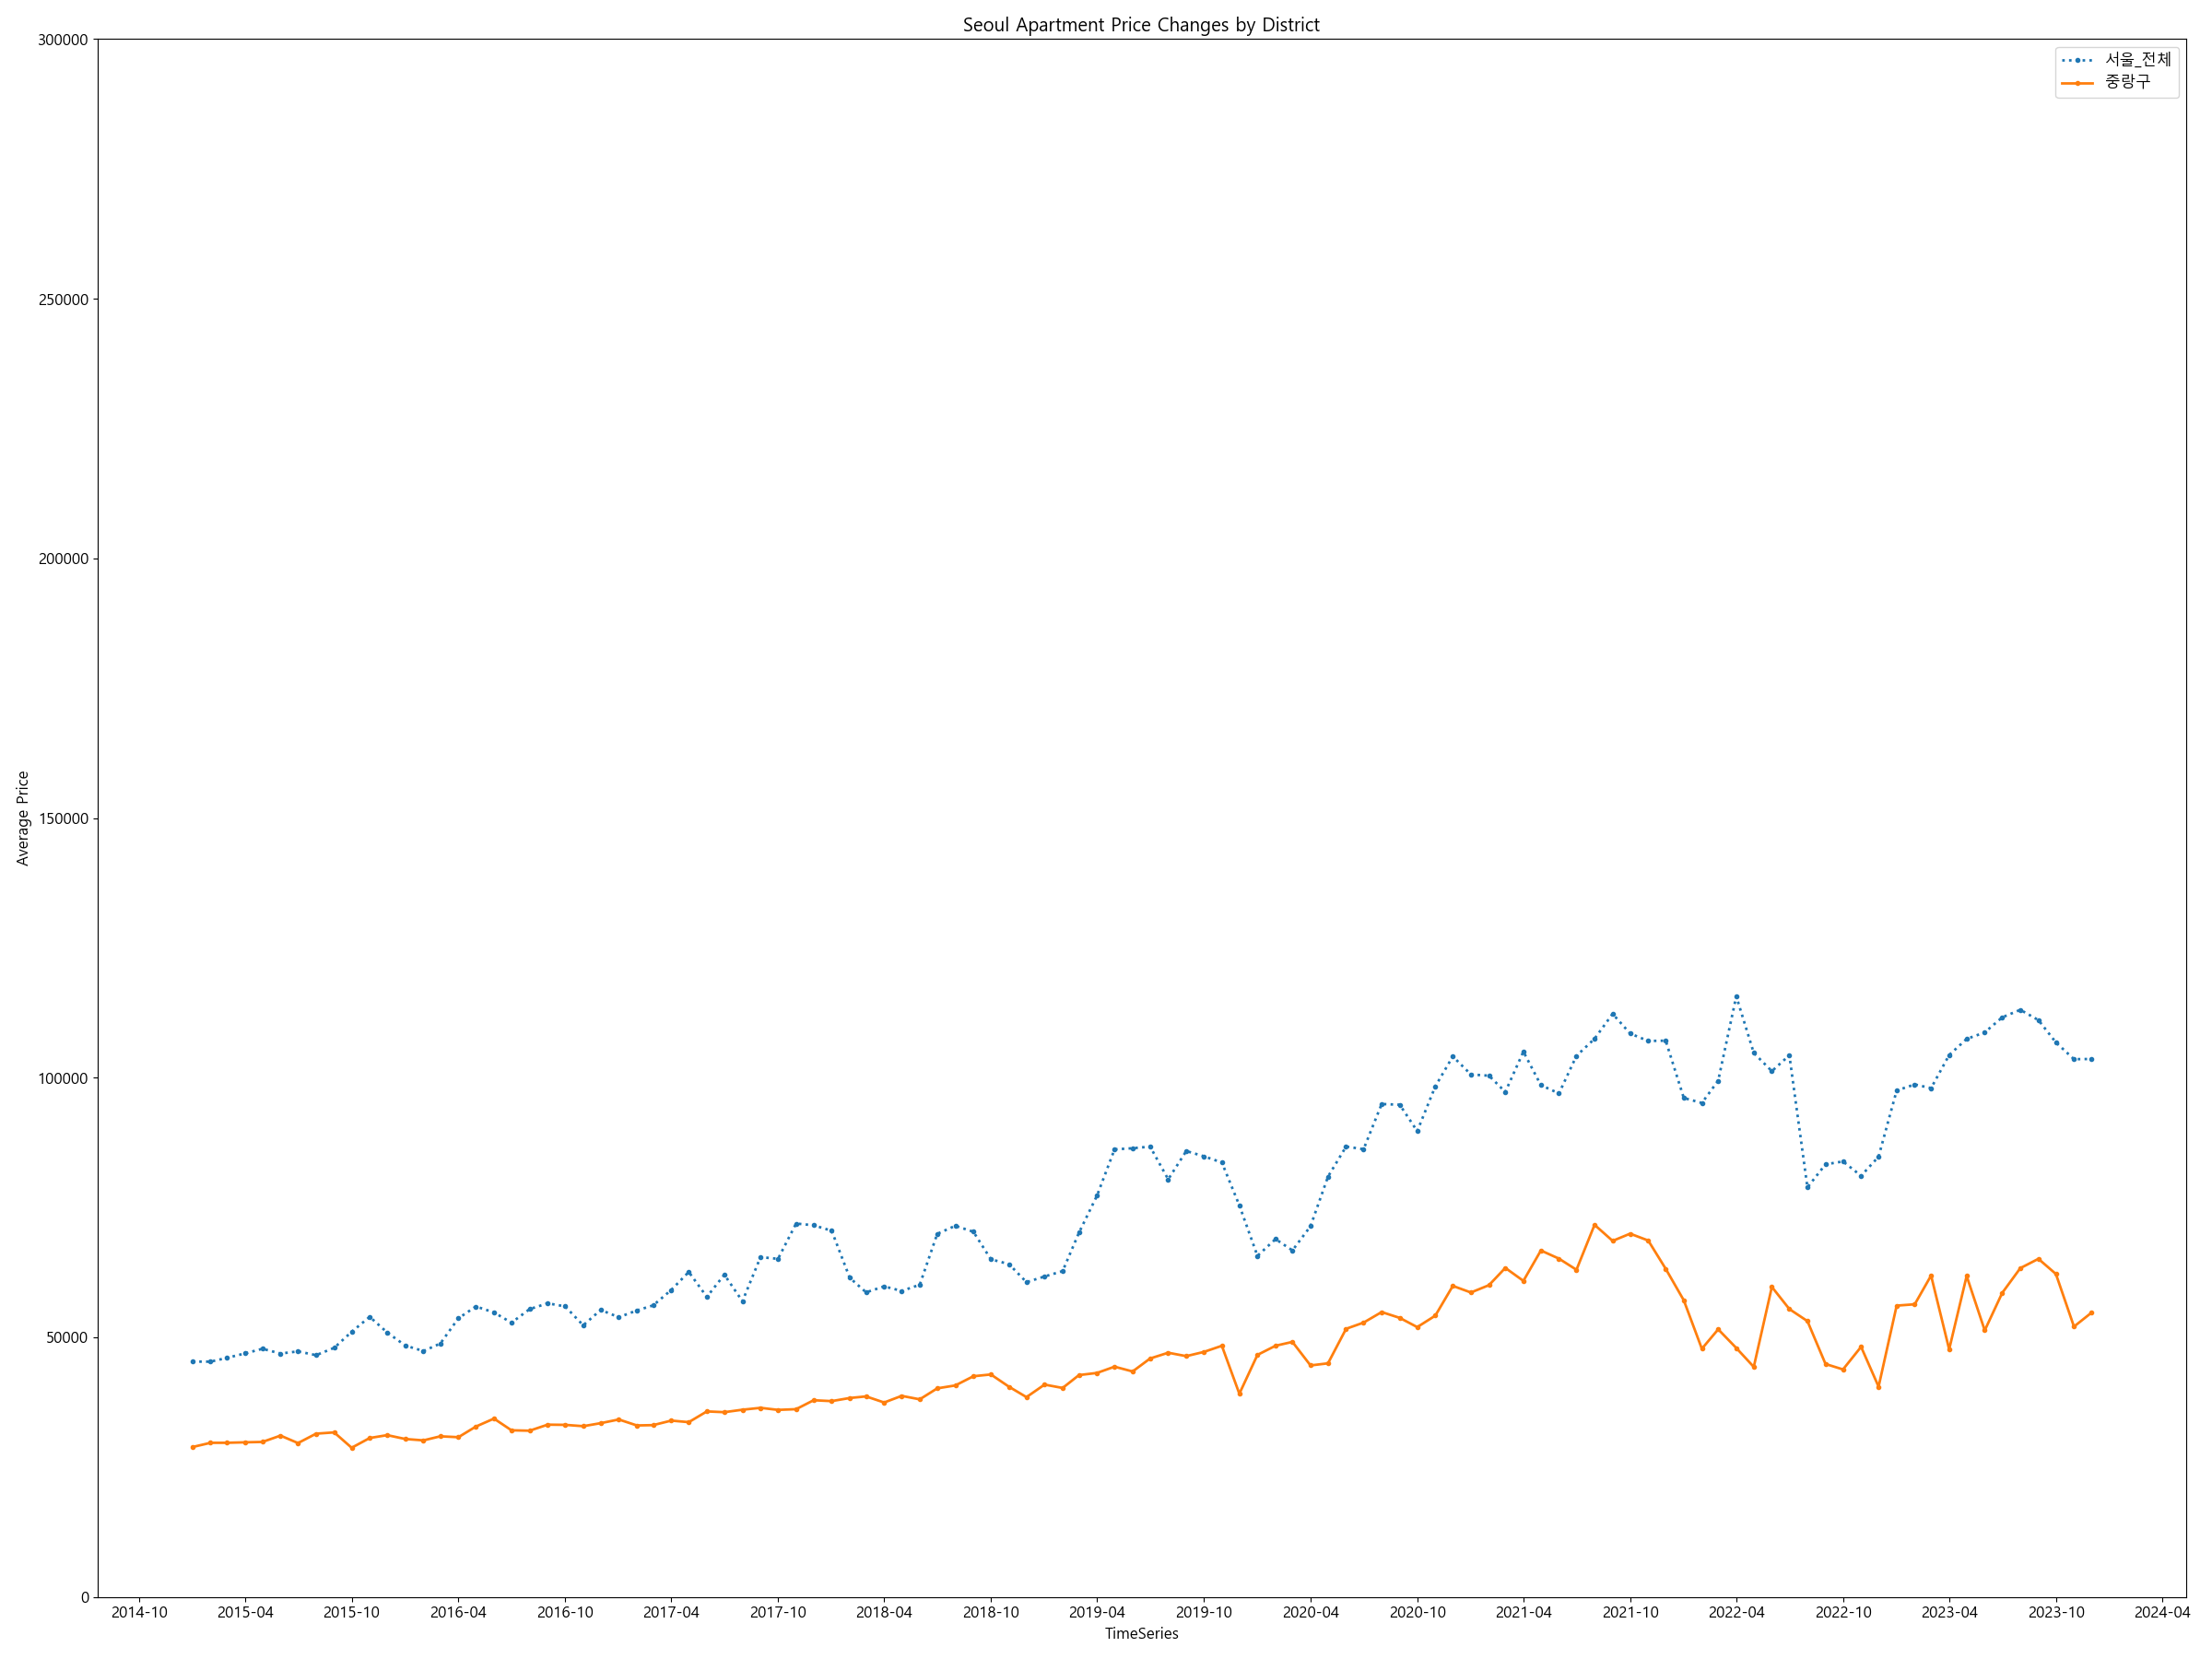 Seoul Apartment Price Changes by District
서울_전체
중랑구
300000
250000
200000
150000
100000
50000
0
Average Price
2014-10 2015-04 2015-10 2016-04 2016-10 2017-04 2017-10 2018-04 2018-10 2019-04 2019-10 2020-04 2020-10 2021-04 2021-10 2022-04 2022-10 2023-04 2023-10 2024-04
TimeSeries